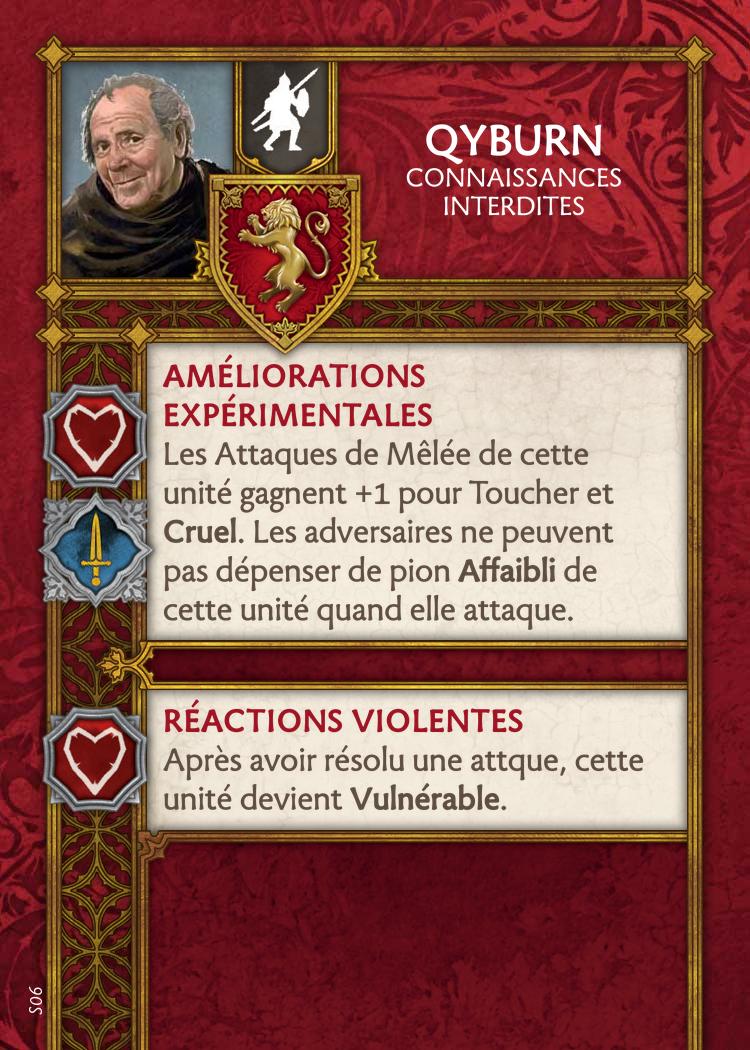 QYBURN
CONNAISSANCES
INTERDITES
AMÉLIORATIONS
EXPÉRIMENTALES
Les Attaques de Mêlée de cette
unité gagnent +1 pour Toucher et
Cruel. Les adversaires ne peuvent
pas dépenser de pion Affaibli de
cette unité quand elle attaque.
RÉACTIONS VIOLENTES
Après avoir résolu une attque, cette
unité devient Vulnérable.
S06